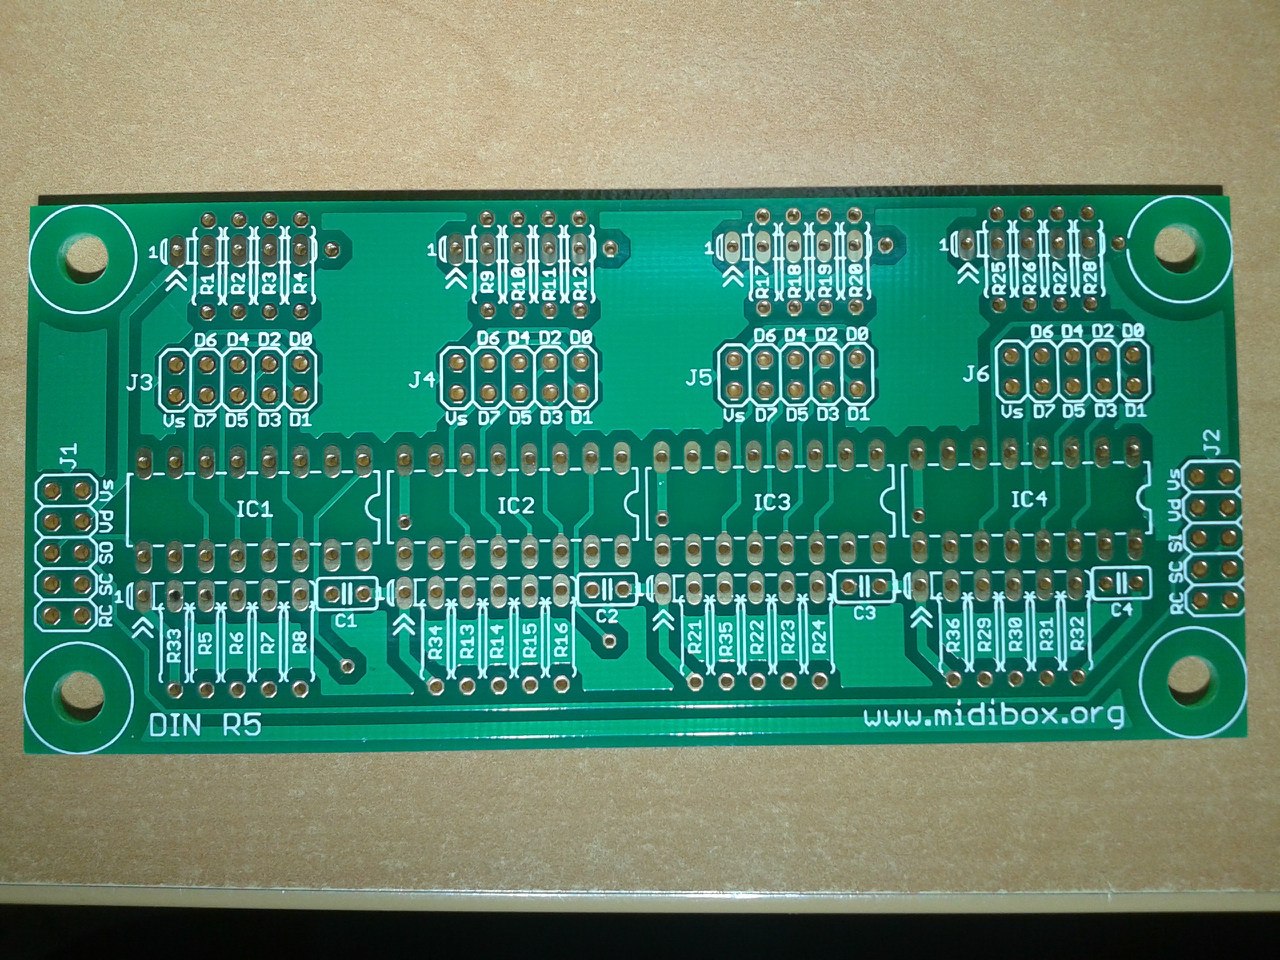 1 R1 R2 R3 R4
1 R9 R10 R11 R12
1 R17 R18 R19 R20
1 R25 R26 R27 R28
D6 D4 D2 D0
J3
Vs D7 D5 D3 D1
D6 D4 D2 D0
J4
Vs D7 D5 D3 D1
D6 D4 D2 D0
J5
Vs D7 D5 D3 D1
D6 D4 D2 D0
J6
Vs D7 D5 D3 D1
J1
RC SC SO Vd Vs
IC1
IC2
IC3
IC4
J2
RC SC SI Vd Vs
1 R33 R5 R6 R7 R8
C1
1 R34 R13 R14 R15 R16
C2
1 R21 R35 R22 R23 R24
C3
1 R36 R29 R30 R31 R32
C4
DIN R5
www.midibox.org